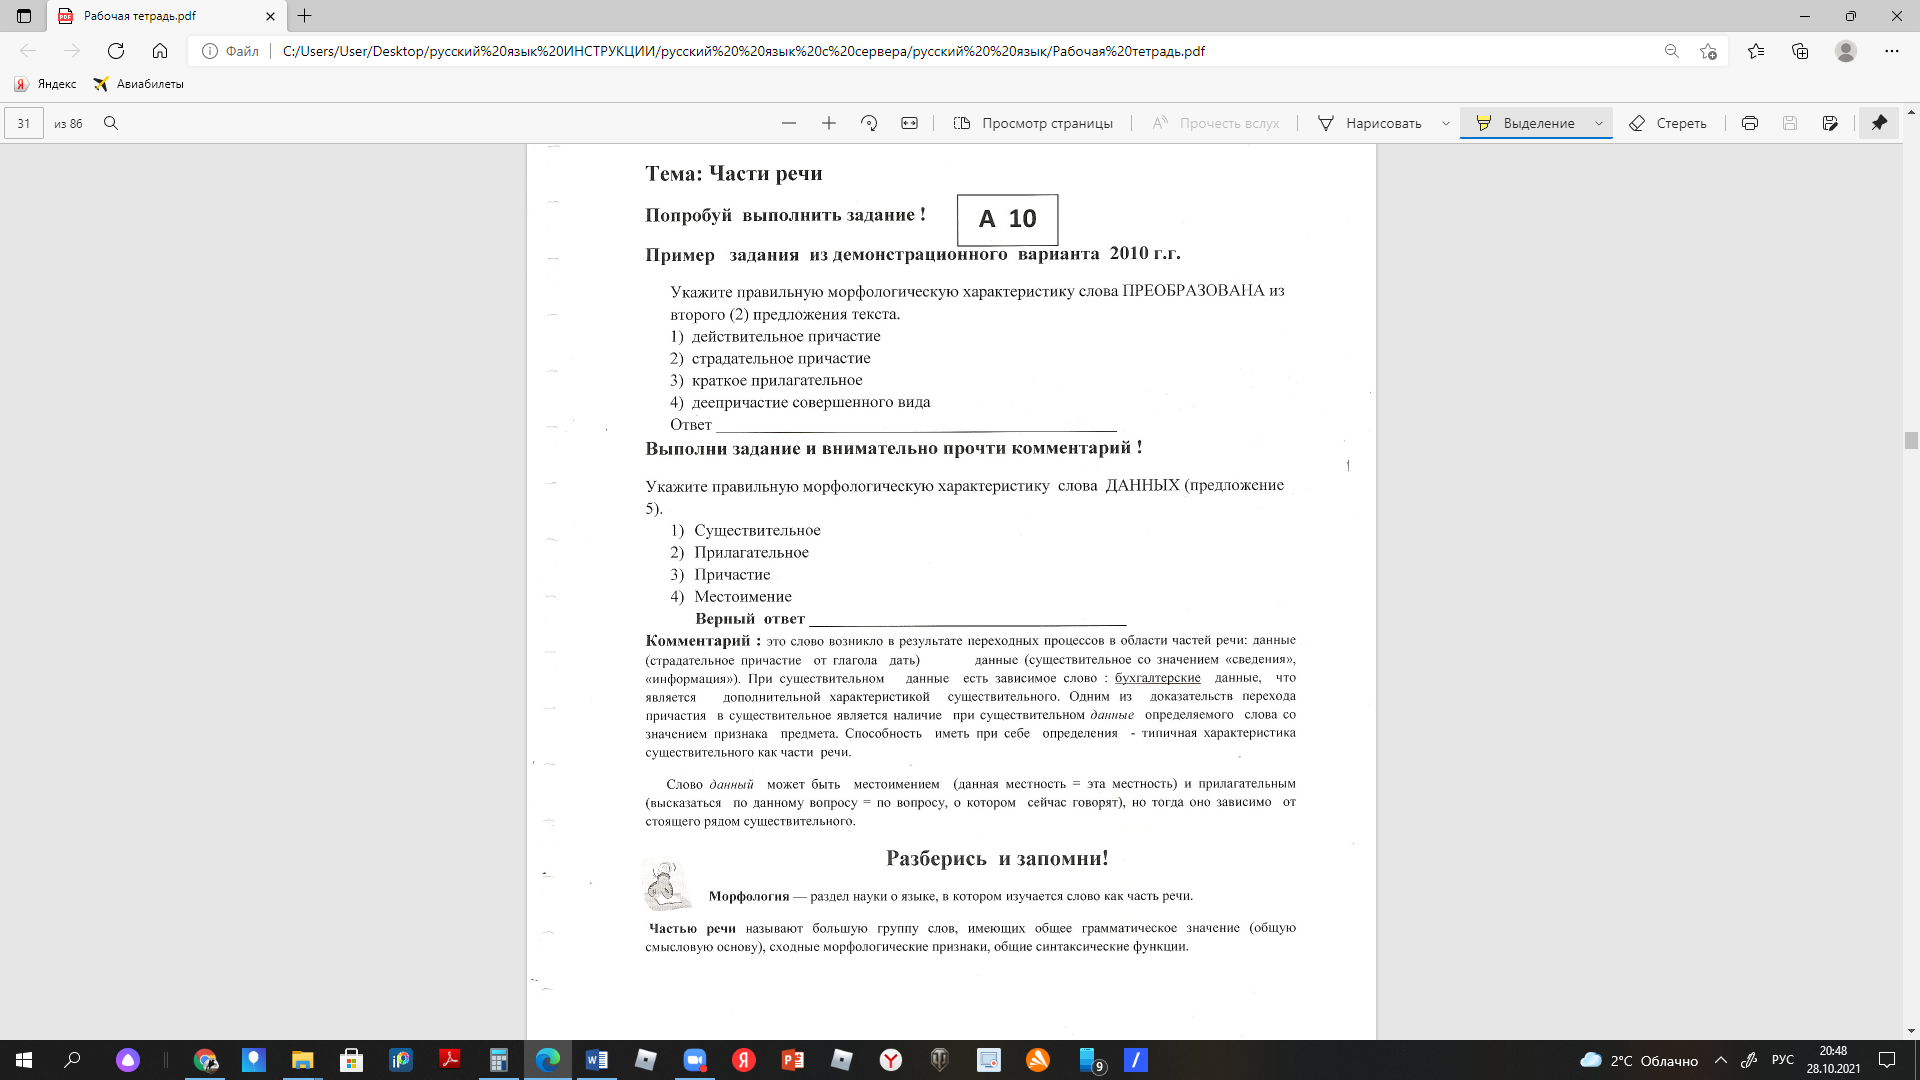 Рабочая тетрадь.pdf
Файл
C:/Users/User/Desktop/русский%20язык%20ИНСТРУКЦИИ/русский%20%20язык%20с%20сервера/русский%20%20язык/Рабочая%20тетрадь.pdf
Яндекс
Авиабилеты
31
из 86
Просмотр страницы
Прочесть вслух
Нарисовать
Выделение
Стереть
Тема: Части речи
Попробуй выполнить задание !
А 10
Пример задания из демонстрационного варианта 2010 г.г.
Укажите правильную морфологическую характеристику слова ПРЕОБРАЗОВАНА из
второго (2) предложения текста.
1) действительное причастие
2) страдательное причастие
3) краткое прилагательное
4) деепричастие совершенного вида
Ответ
Выполни задание и внимательно прочти комментарий !
Укажите правильную морфологическую характеристику слова ДАННЫХ (предложение
5).
1) Существительное
2) Прилагательное
3) Причастие
4) Местоимение
Верный ответ
Комментарий : это слово возникло в результате переходных процессов в области частей речи: данные
(страдательное причастие от глагола дать) данные (существительное со значением «сведения»,
«информация»). При существительном данные есть зависимое слово : бухгалтерские данные, что
является дополнительной характеристикой существительного. Одним из доказательств перехода
причастия в существительное является наличие при существительном данные определяемого слова со
значением признака предмета. Способность иметь при себе определения - типичная характеристика
существительного как части речи.
Слово данный может быть местоимением (данная местность = эта местность) и прилагательным
(высказаться по данному вопросу = по вопросу, о котором сейчас говорят), но тогда оно зависимо от
стоящего рядом существительного.
Разберись и запомни!
Морфология — раздел науки о языке, в котором изучается слово как часть речи.
Частью речи называют большую группу слов, имеющих общее грамматическое значение (общую
смысловую основу), сходные морфологические признаки, общие синтаксические функции.
9
2°C Облачно
РУС
20:48
28.10.2021